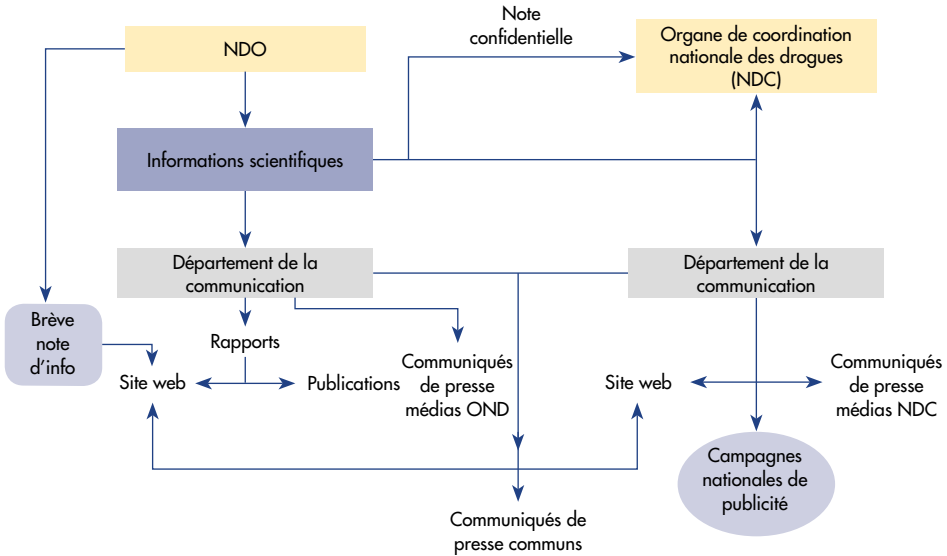 NDO
Note
confidentielle
Organe de coordination
nationale des drogues
(NDC)
Informations scientifiques
Département de la
communication
Département de la
communication
Brève
note
d'info
Rapports
Site web
Publications
Communiqués
de presse
médias OND
Site web
Communiqués
de presse
médias NDC
Campagnes
nationales de
publicité
Communiqués de
presse communs